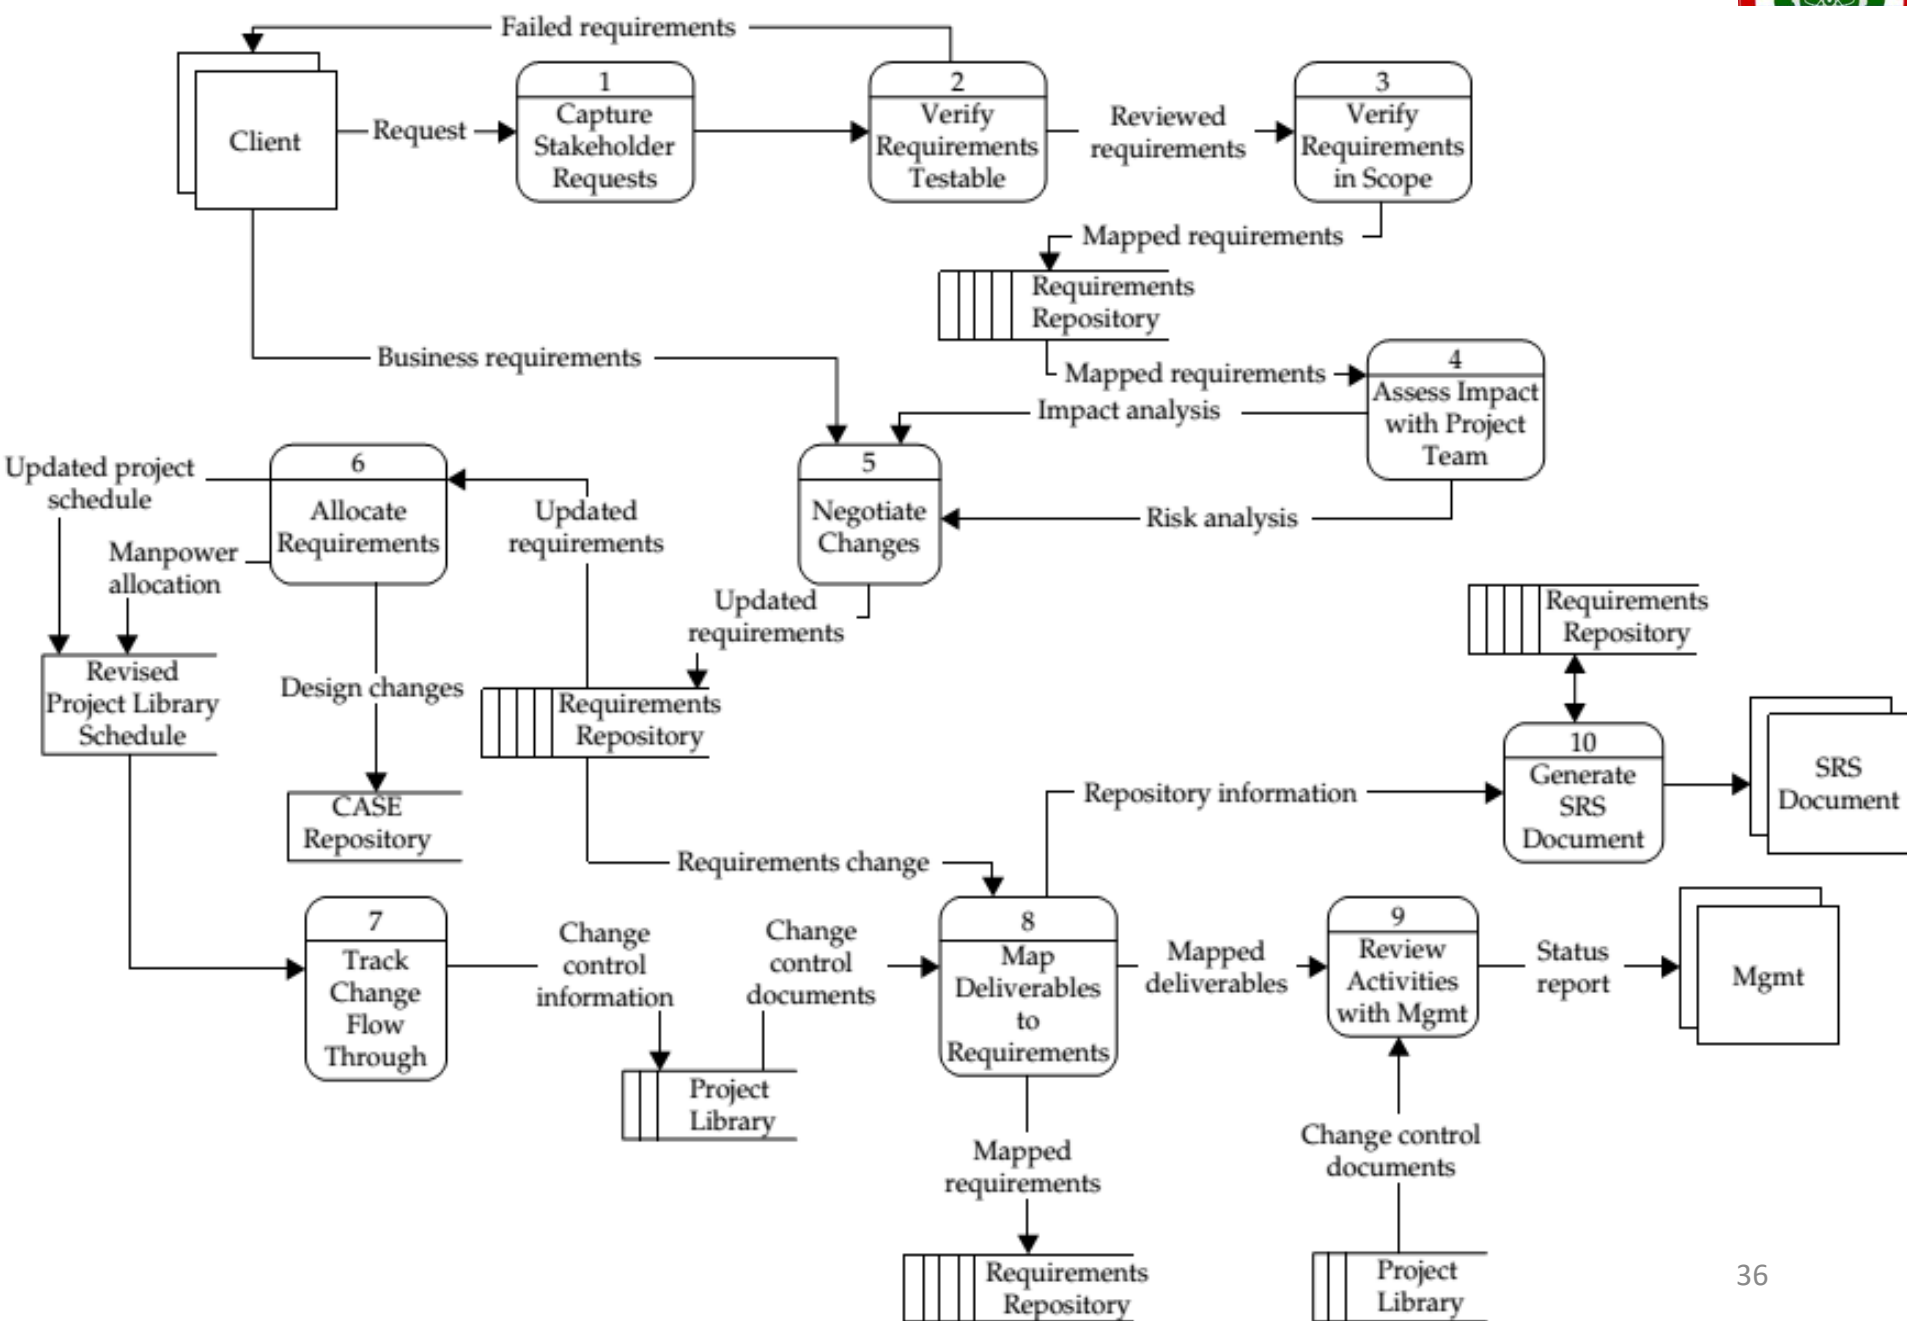 Failed requirements
Client
Request
1
Capture
Stakeholder
Requests
2
Verify
Requirements
Testable
Reviewed
requirements
3
Verify
Requirements
in Scope
Mapped requirements
Requirements
Repository
Business requirements
Mapped requirements
4
Assess Impact
with Project
Team
Impact analysis
Updated project
schedule
6
Allocate
Requirements
Updated
requirements
5
Negotiate
Changes
Risk analysis
Manpower
allocation
Updated
requirements
Requirements
Repository
Revised
Project Library
Schedule
Design changes
Requirements
Repository
10
Generate
SRS
Document
SRS
Document
Repository information
CASE
Repository
Requirements change
7
Track
Change
Flow
Through
Change
control
information
Change
control
documents
8
Map
Deliverables
to
Requirements
Mapped
deliverables
9
Review
Activities
with Mgmt
Status
report
Mgmt
Project
Library
Mapped
requirements
Change control
documents
Requirements
Repository
Project
Library
36